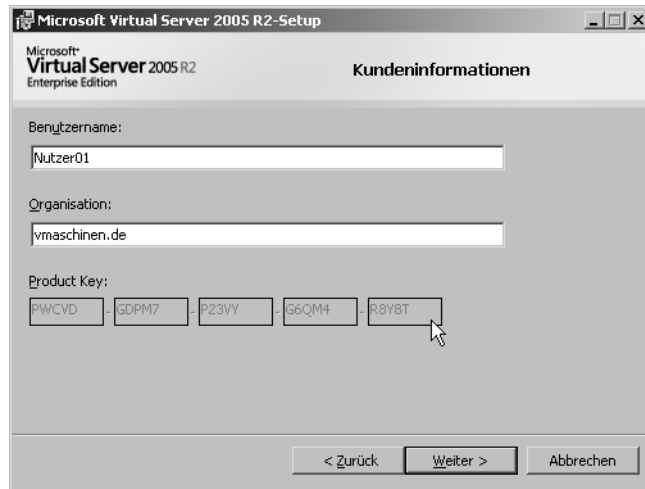 Microsoft Virtual Server 2005 R2-Setup
Microsoft
Virtual Server 2005 R2
Enterprise Edition
Kundeninformationen
Benutzername:
Nutzer01
Organisation:
vmaschinen.de
Product Key:
PWCVD - GDPM7 - P23VY - G6QM4 - R8Y8T
< Zurück Weiter > Abbrechen